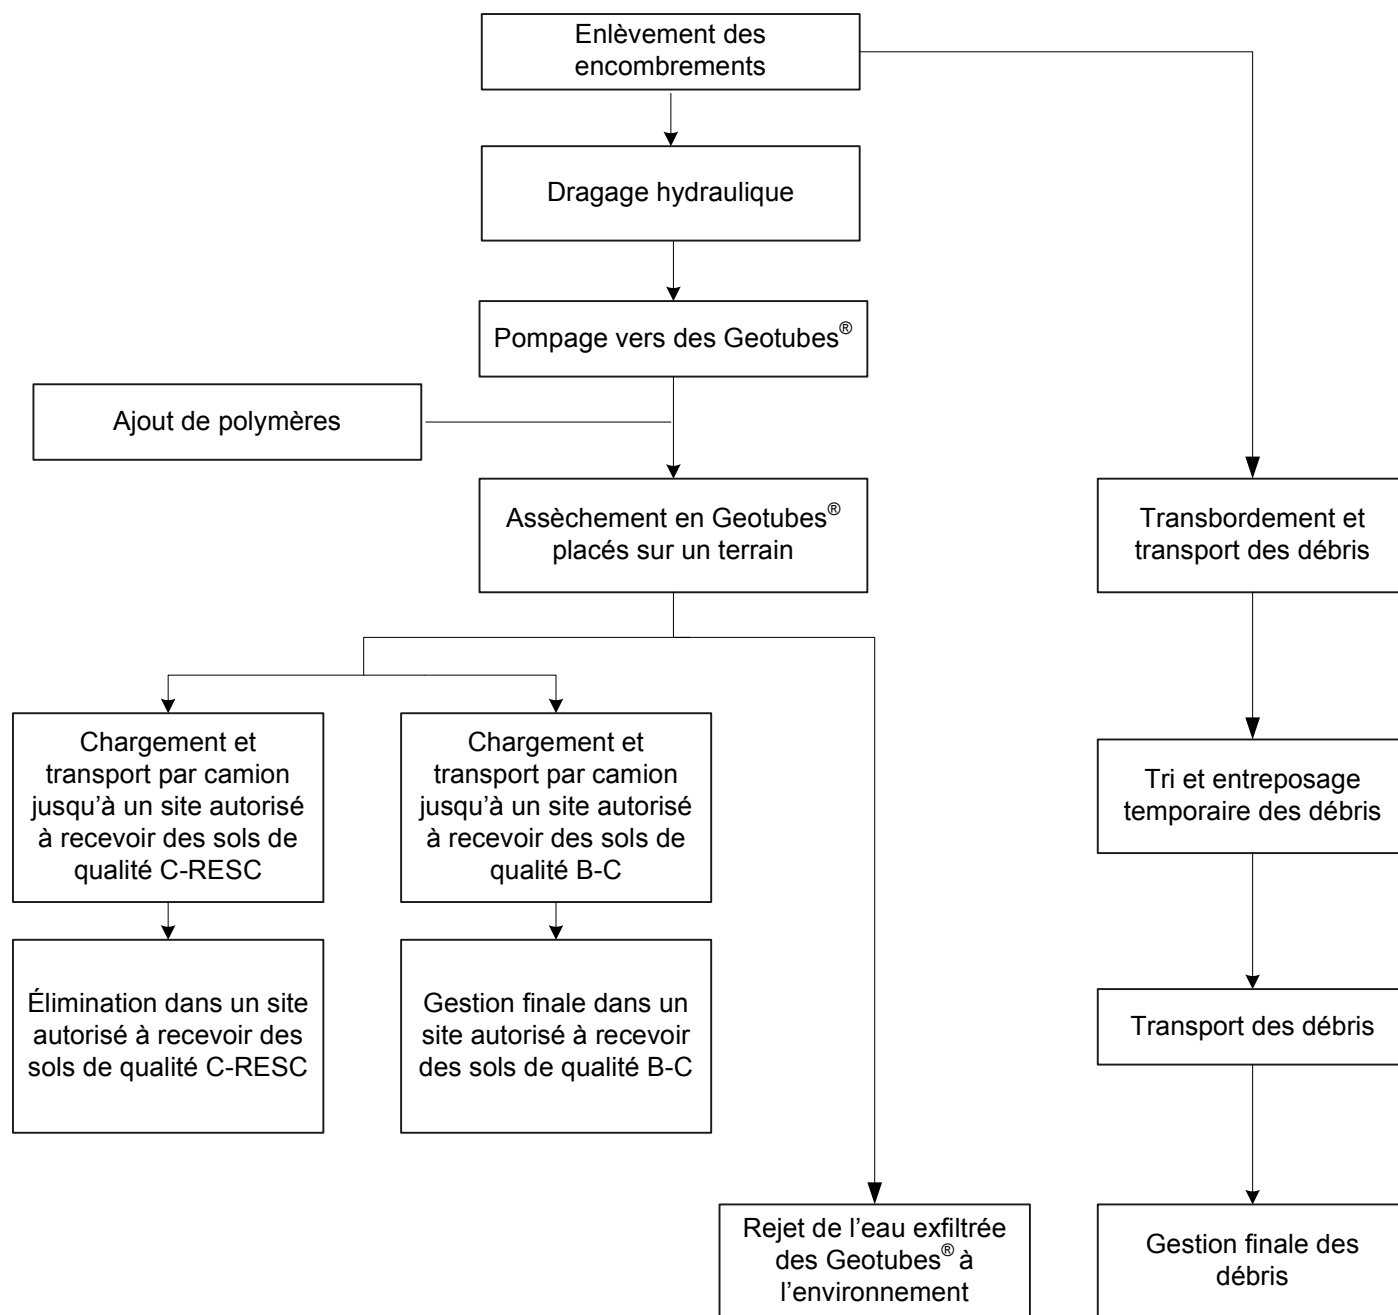 Enlèvement des
encombrements
Dragage hydraulique
Pompage vers des Geotubes®
Ajout de polymères
Assèchement en Geotubes®
placés sur un terrain
Transbordement et
transport des débris
Chargement et
transport par camion
jusqu’à un site autorisé
à recevoir des sols de
qualité C-RESC
Chargement et
transport par camion
jusqu’à un site autorisé
à recevoir des sols de
qualité B-C
Tri et entreposage
temporaire des débris
Élimination dans un site
autorisé à recevoir des
sols de qualité C-RESC
Gestion finale dans un
site autorisé à recevoir
des sols de qualité B-C
Transport des débris
Rejet de l’eau exfiltrée
des Geotubes® à
l’environnement
Gestion finale des
débris